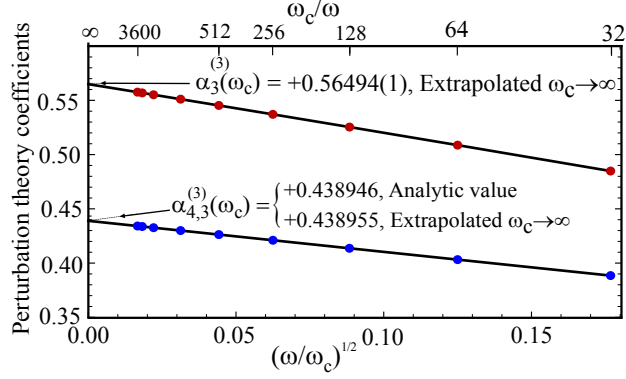 ω_c/ω
∞ 3600 512 256 128 64 32
Perturbation theory coefficients
0.55
0.50
0.45
0.40
0.35
α_3^(3)(ω_c) = +0.56494(1), Extrapolated ω_c→∞
α_{4,3}^(3)(ω_c) = { +0.438946, Analytic value
+0.438955, Extrapolated ω_c→∞
0.00 0.05 0.10 0.15
(ω/ω_c)^{1/2}